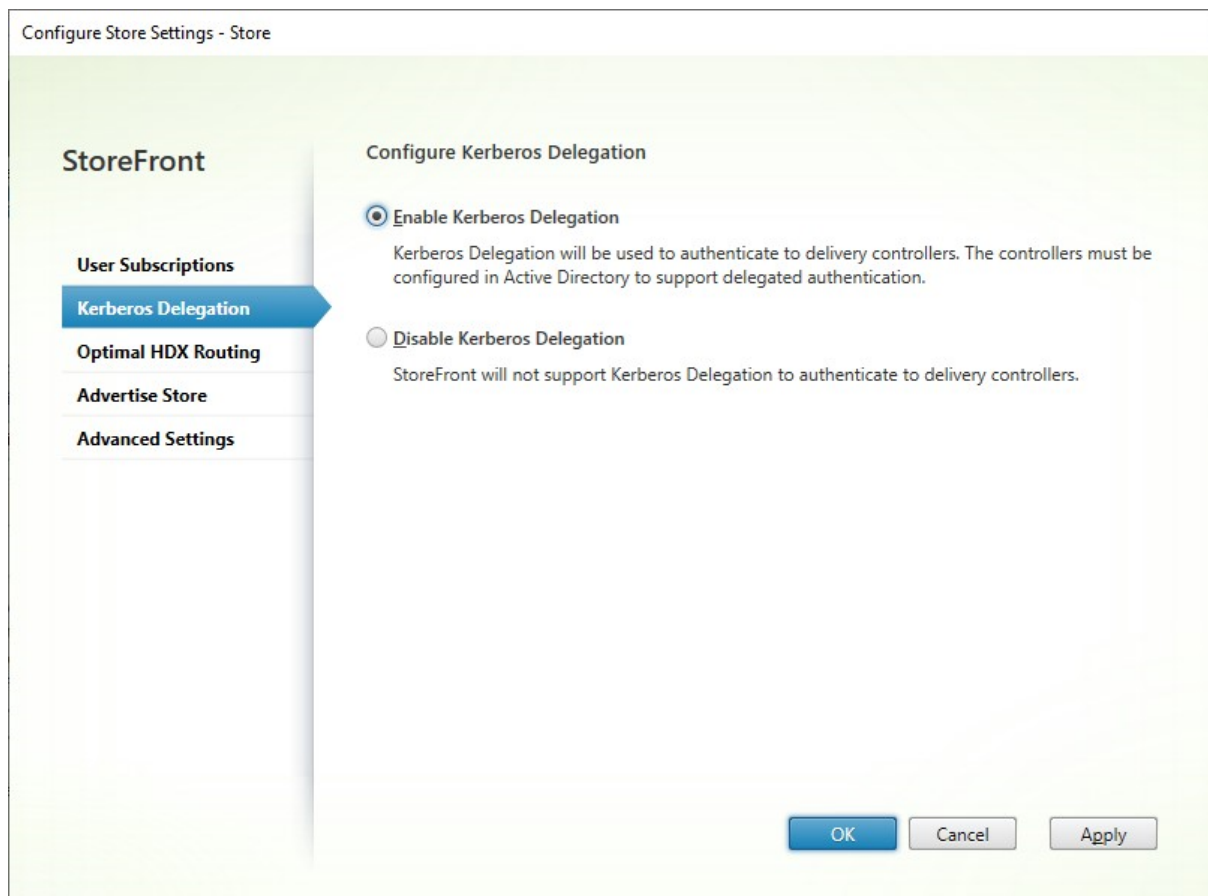 Configure Store Settings - Store
StoreFront
User Subscriptions
Kerberos Delegation
Optimal HDX Routing
Advertise Store
Advanced Settings
Configure Kerberos Delegation
Enable Kerberos Delegation
Kerberos Delegation will be used to authenticate to delivery controllers. The controllers must be
configured in Active Directory to support delegated authentication.
Disable Kerberos Delegation
StoreFront will not support Kerberos Delegation to authenticate to delivery controllers.
OK
Cancel
Apply